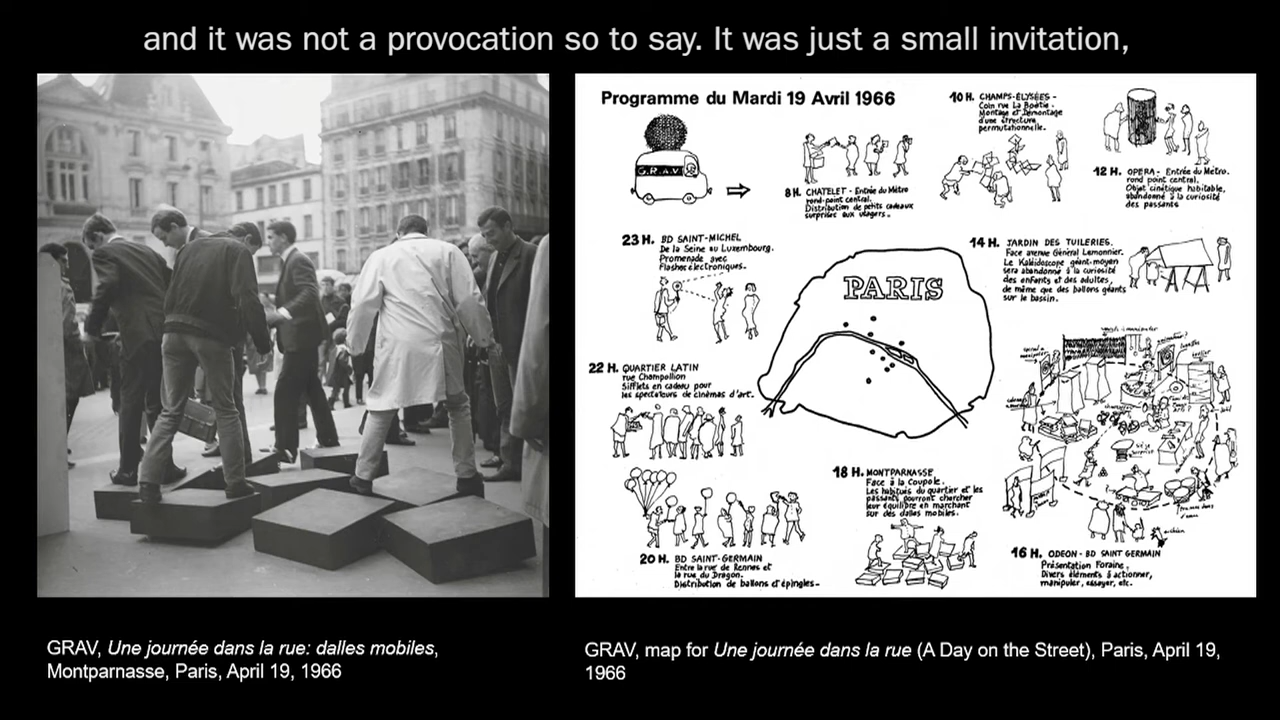 and it was not a provocation so to say. It was just a small invitation,
Programme du Mardi 19 Avril 1966
G.R.A.V.
8 H. CHATELET - Entrée du Métro
rond-point central.
Distribution de petits cadeaux
surprises aux usagers.
10 H. CHAMPS-ÉLYSÉES -
Coin rue La Boétie.
Montage et Démontage
d'une structure
permutationnelle.
12 H. OPERA - Entrée du Métro.
rond point central.
Objet cinétique habitable,
abandonné à la curiosité
des passants
23 H. BD SAINT-MICHEL
De la Seine au Luxembourg.
Promenade avec
Flashes électroniques.
14 H. JARDIN DES TUILERIES.
Face avenue Général Lemonnier.
Le Kaléidoscope géant-moyen
sera abandonné à la curiosité
des enfants et des adultes,
de même que des ballons géants
sur le bassin.
PARIS
22 H. QUARTIER LATIN
rue Champollion
Sifflets en cadeau pour
les spectateurs de cinémas d'art.
18 H. MONTPARNASSE
Face à la Coupole.
Les habitués du quartier et les
passants pourront chercher
leur équilibre en marchant
sur des dalles mobiles.
20 H. BD SAINT-GERMAIN
Entre la rue de Rennes et
la rue du Dragon.
Distribution de ballons et épingles-
16 H. ODEON - BD SAINT GERMAIN
Présentation Foraine.
Divers éléments à actionner,
manipuler, essayer, etc.
GRAV, Une journée dans la rue: dalles mobiles,
Montparnasse, Paris, April 19, 1966
GRAV, map for Une journée dans la rue (A Day on the Street), Paris, April 19,
1966